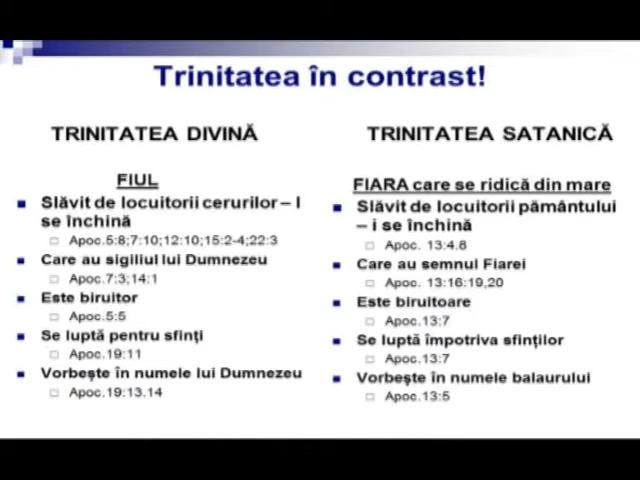 Trinitatea în contrast!
TRINITATEA DIVINĂ
FIUL
Slăvit de locuitorii cerurilor – I
se închină
Apoc.5:8;7:10;12:10;15:2-4;22:3
Care au sigiliul lui Dumnezeu
Apoc.7:3;14:1
Este biruitor
Apoc.5:5
Se luptă pentru sfinți
Apoc.19:11
Vorbește în numele lui Dumnezeu
Apoc.19:13.14
TRINITATEA SATANICĂ
FIARA care se ridică din mare
Slăvit de locuitorii pământului
– i se închină
Apoc. 13:4.8
Care au semnul Fiarei
Apoc. 13:16:19,20
Este biruitoare
Apoc.13:7
Se luptă împotriva sfinților
Apoc.13:7
Vorbește în numele balaurului
Apoc.13:5